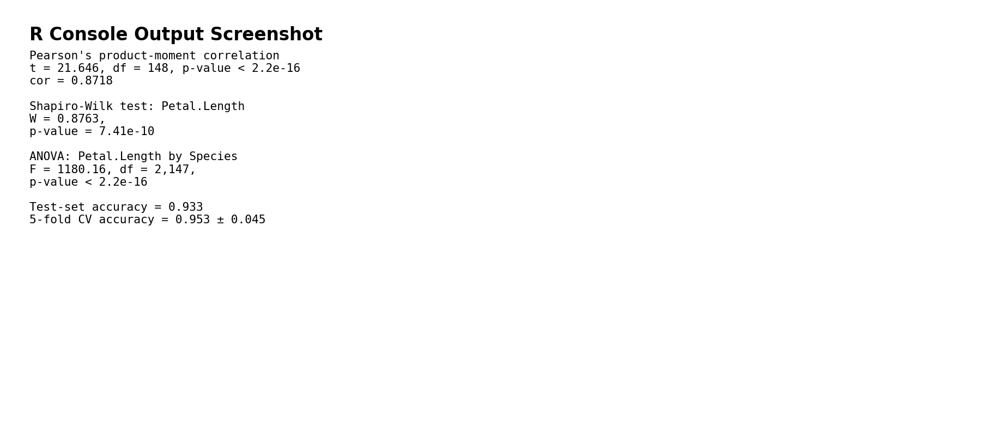 R Console Output Screenshot
Pearson's product-moment correlation
t = 21.646, df = 148, p-value < 2.2e-16
cor = 0.8718
Shapiro-Wilk test: Petal.Length
W = 0.8763,
p-value = 7.41e-10
ANOVA: Petal.Length by Species
F = 1180.16, df = 2,147,
p-value < 2.2e-16
Test-set accuracy = 0.933
5-fold CV accuracy = 0.953 ± 0.045